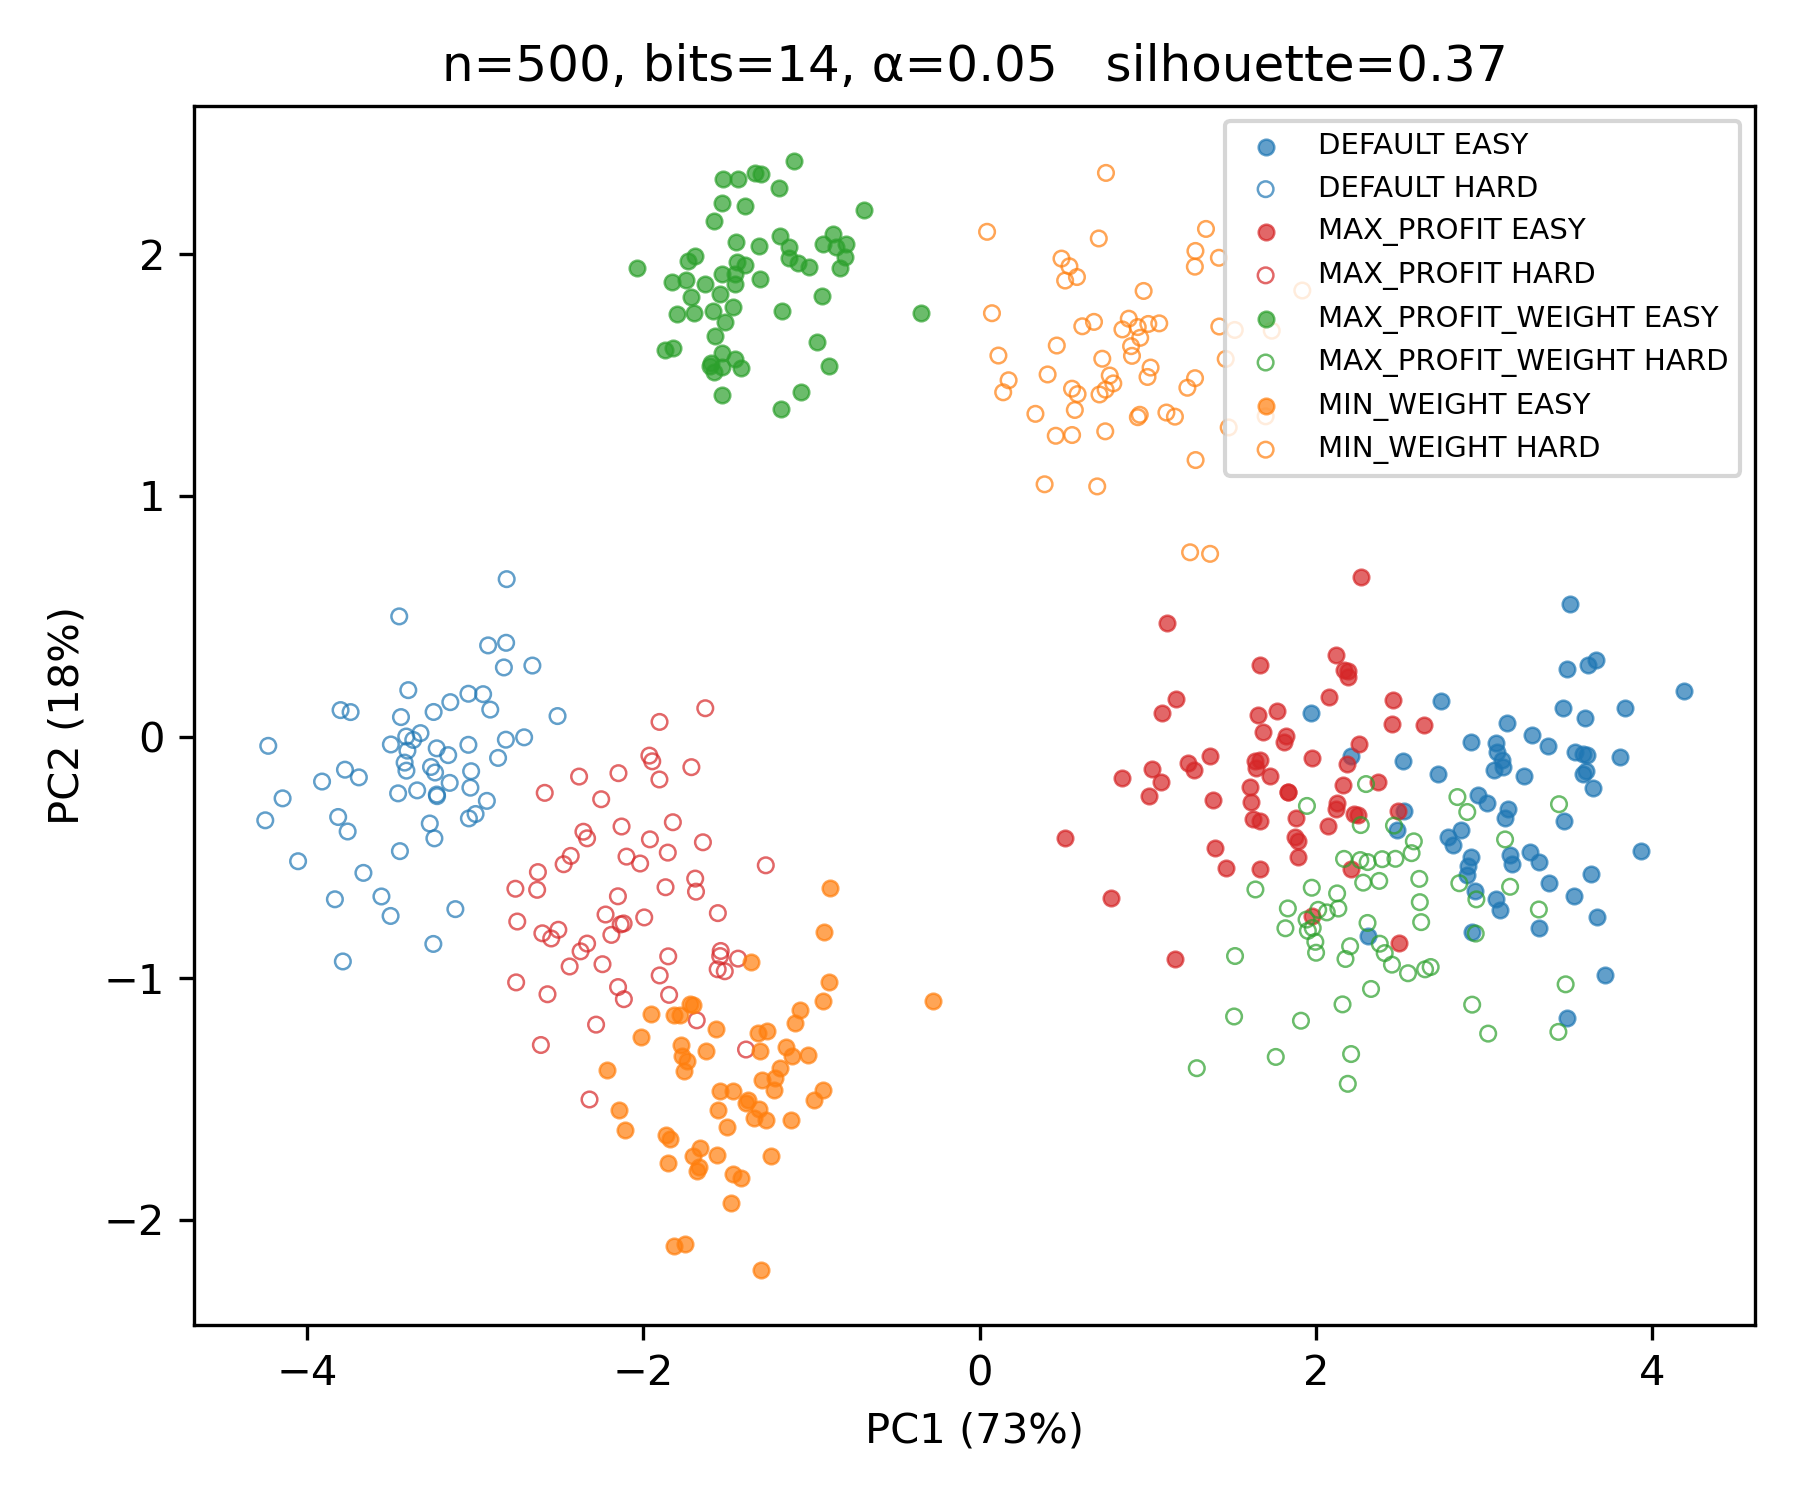 n=500, bits=14, α=0.05   silhouette=0.37
DEFAULT EASY
DEFAULT HARD
MAX_PROFIT EASY
MAX_PROFIT HARD
MAX_PROFIT_WEIGHT EASY
MAX_PROFIT_WEIGHT HARD
MIN_WEIGHT EASY
MIN_WEIGHT HARD
2
1
0
−1
−2
PC2 (18%)
−4
−2
0
2
4
PC1 (73%)